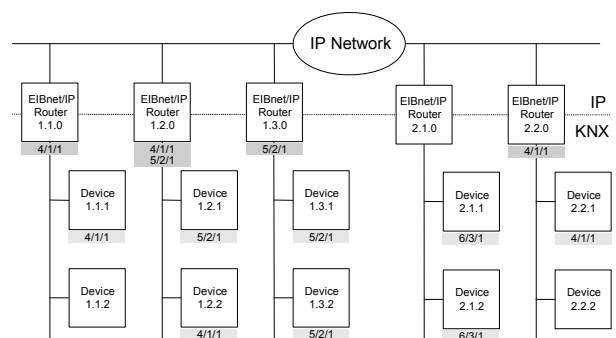 IP Network
EIBnet/IP
Router
1.1.0
EIBnet/IP
Router
1.2.0
EIBnet/IP
Router
1.3.0
EIBnet/IP
Router
2.1.0
EIBnet/IP
Router
2.2.0
IP
KNX
4/1/1
4/1/1
5/2/1
5/2/1
4/1/1
Device
1.1.1
Device
1.2.1
Device
1.3.1
Device
2.1.1
Device
2.2.1
4/1/1
5/2/1
5/2/1
6/3/1
4/1/1
Device
1.1.2
Device
1.2.2
Device
1.3.2
Device
2.1.2
Device
2.2.2
4/1/1
5/2/1
6/3/1